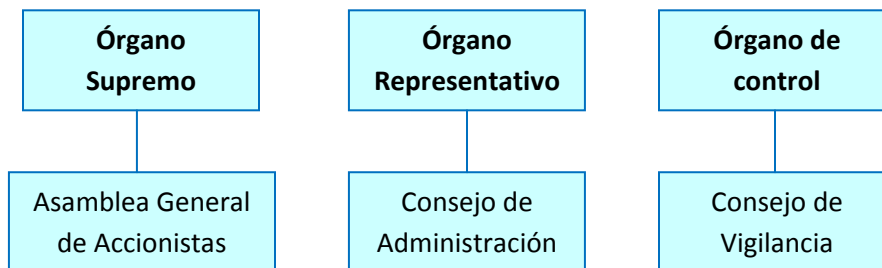 Órgano
Supremo
Órgano
Representativo
Órgano de
control
Asamblea General
de Accionistas
Consejo de
Administración
Consejo de
Vigilancia